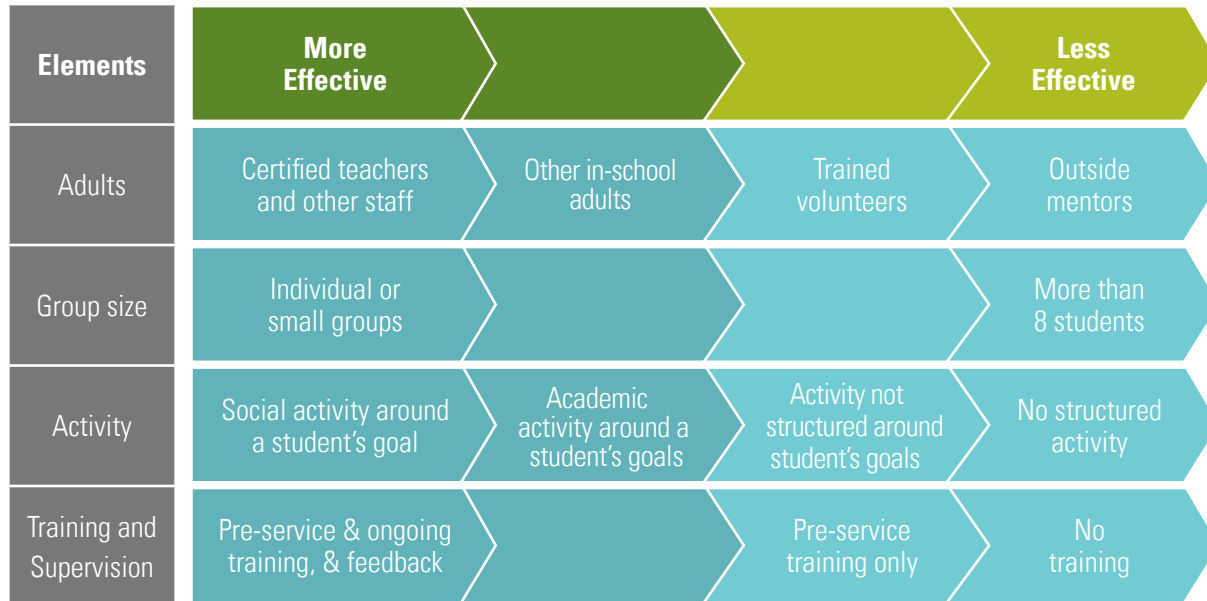 Elements
More
Effective
Less
Effective
Adults
Certified teachers
and other staff
Other in-school
adults
Trained
volunteers
Outside
mentors
Group size
Individual or
small groups
More than
8 students
Activity
Social activity around
a student's goal
Academic
activity around a
student's goals
Activity not
structured around
student's goals
No structured
activity
Training and
Supervision
Pre-service & ongoing
training, & feedback
Pre-service
training only
No
training